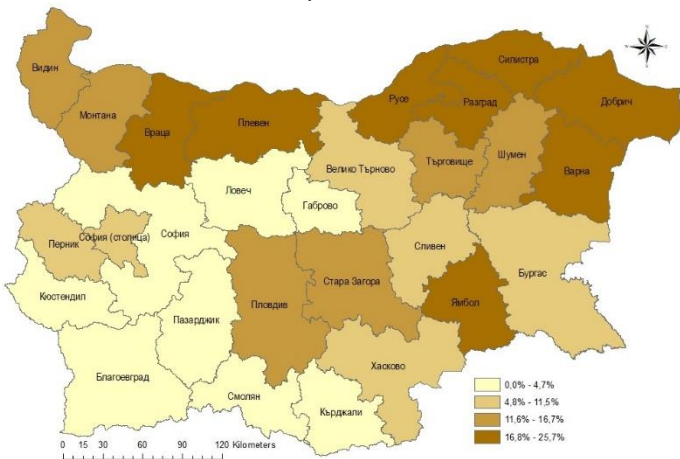 Видин
Монтана
Враца
Плевен
Русе
Силистра
Разград
Добрич
Варна
Шумен
Търговище
Велико Търново
Ловеч
Габрово
София (столица)
София
Перник
Кюстендил
Благоевград
Пазарджик
Пловдив
Стара Загора
Сливен
Ямбол
Бургас
Хасково
Смолян
Кърджали
0,0% - 4,7%
4,8% - 11,5%
11,6% - 16,7%
16,8% - 25,7%
0 15 30 60 90 120 Kilometers